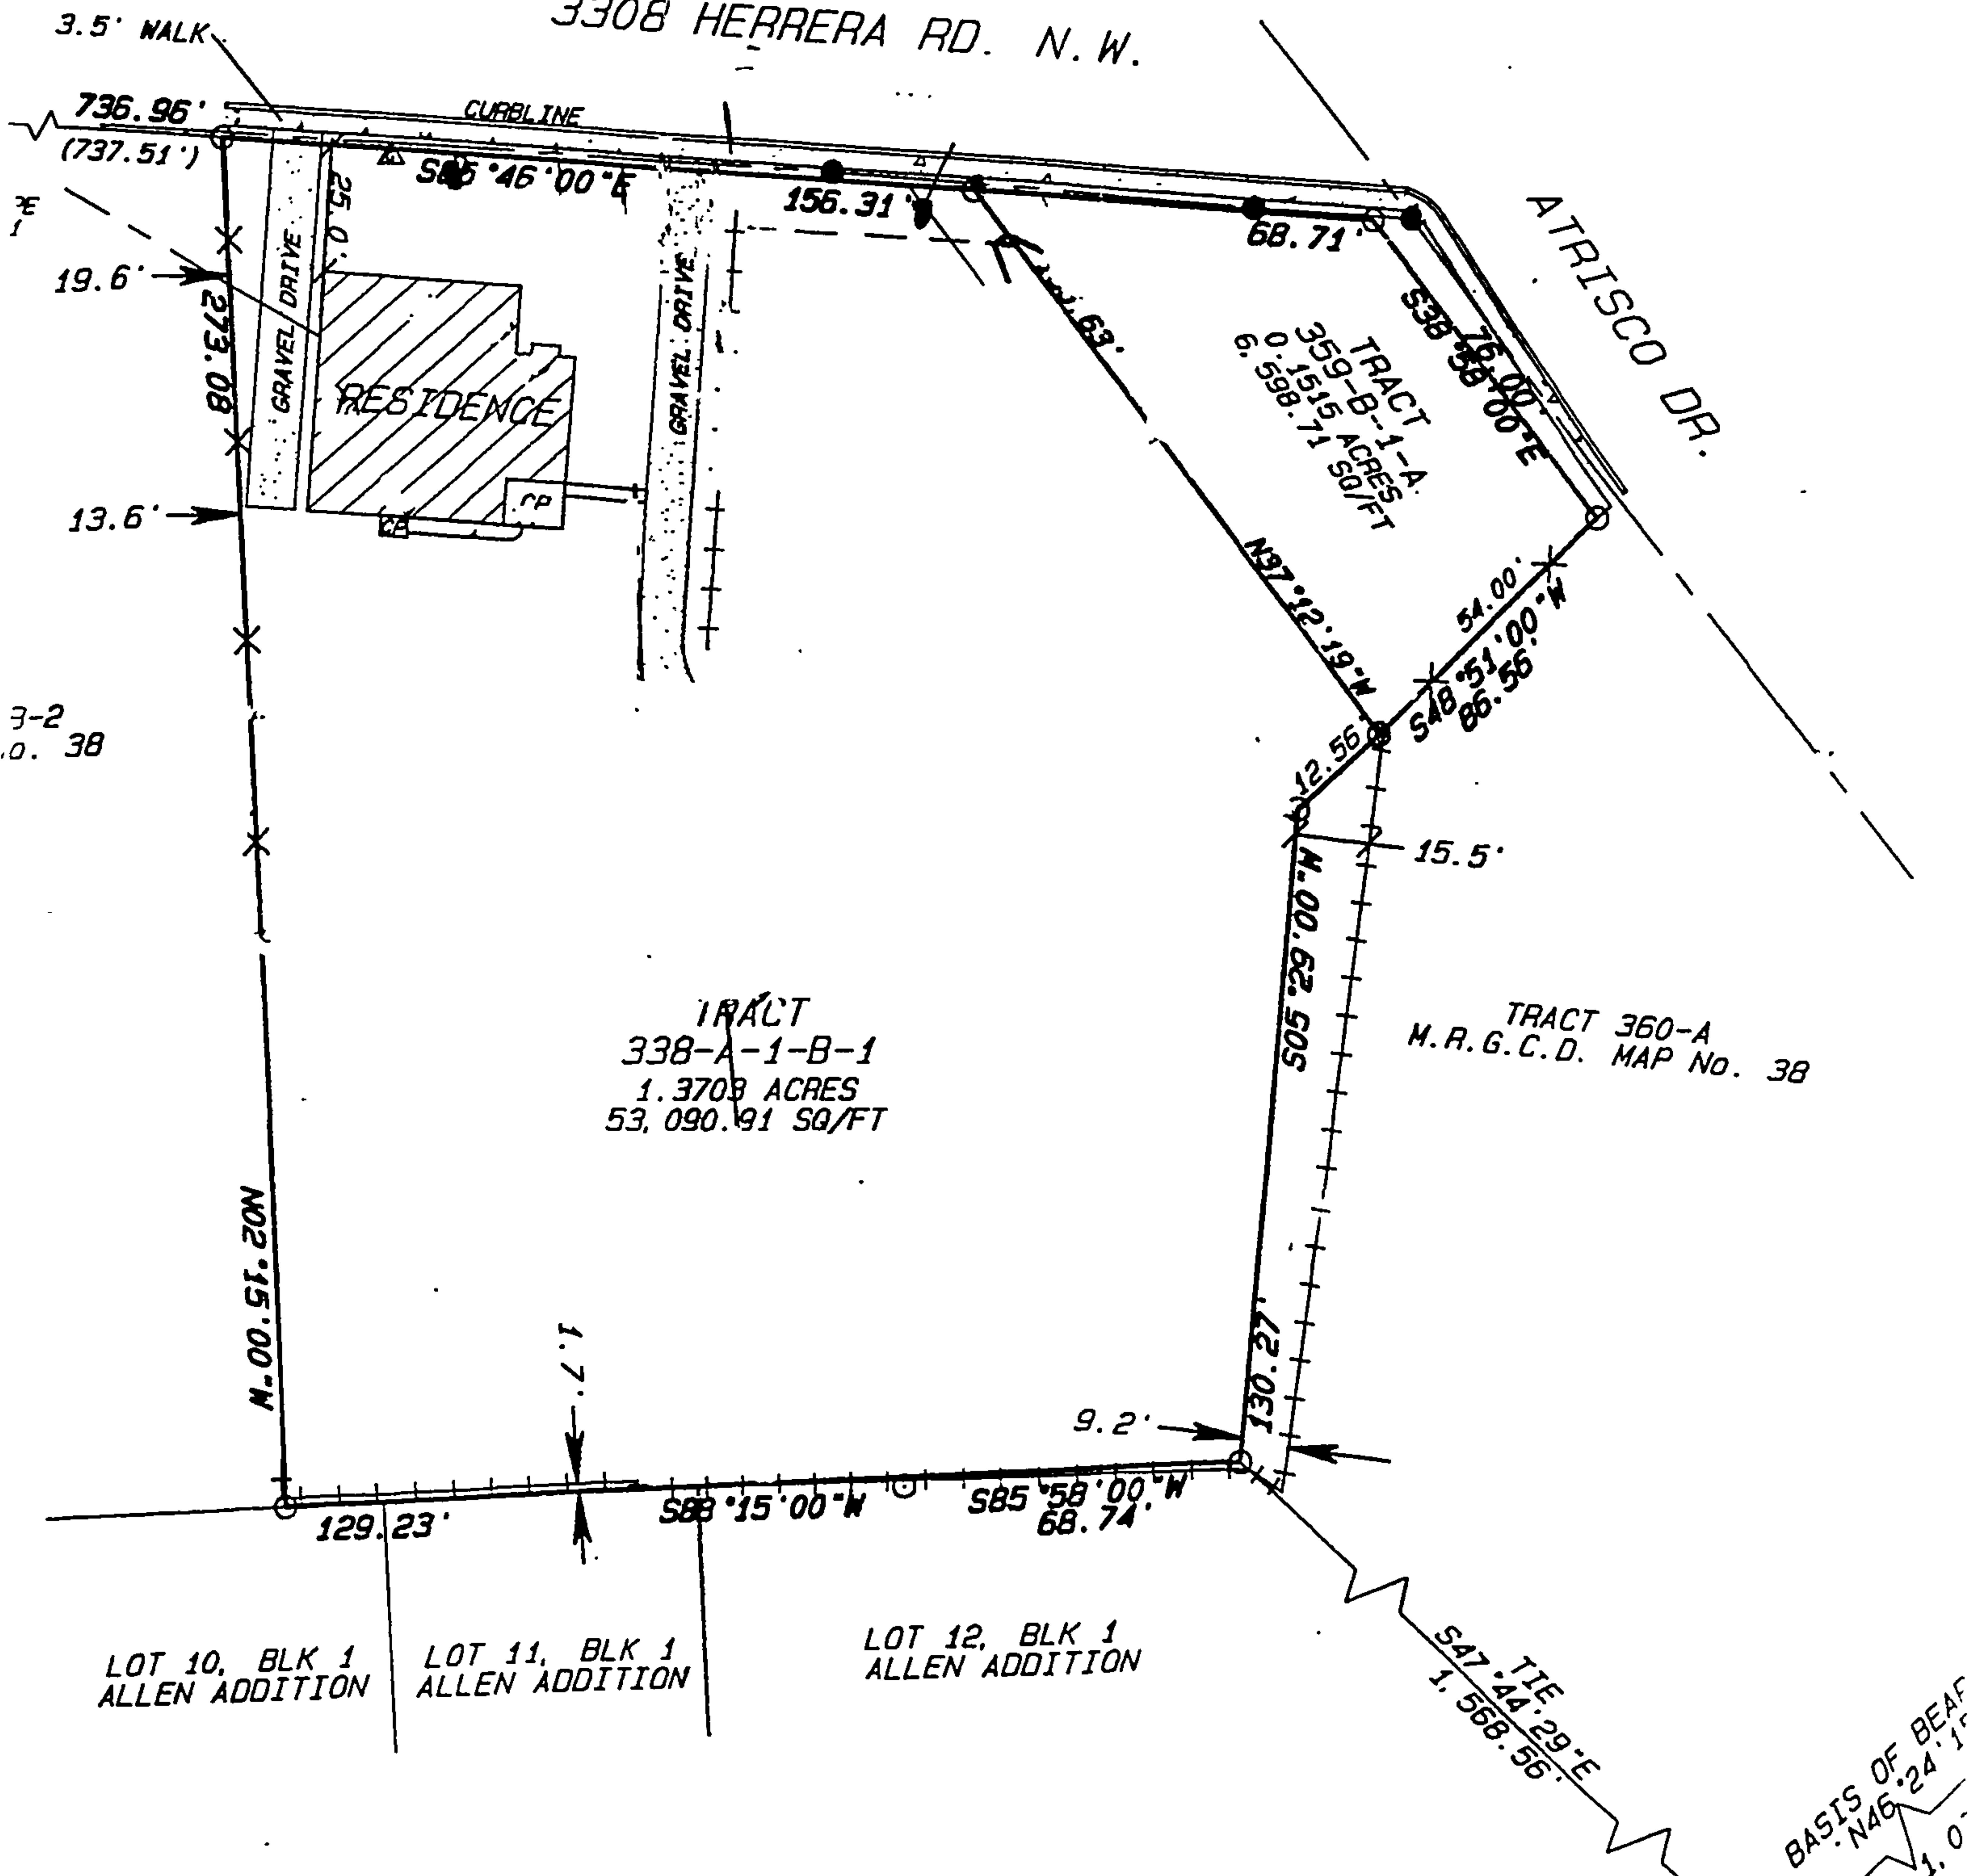 3308 HERRERA RD. N.W.
3.5' WALK
736.96'
(737.51')
CURBLINE
S85°46'00"E
156.31'
68.71'
ATRISCO DR.
25.0'
19.6'
273.08
GRAVEL DRIVE
GRAVEL DRIVE
RESIDENCE
CP
13.6'
S38°58'00"E
76.00
TRACT
359-B-1-A
0.1515 ACRES
6,598.71 SQ/FT
N37°12'19"W
54.00'
S48°51'00"W
86.56'
12.56
15.5'
S05°29'00"W
130.27'
38
TRACT
338-A-1-B-1
1.3703 ACRES
53,090.91 SQ/FT
TRACT 360-A
M.R.G.C.D. MAP No. 38
N02°15'00"W
1.7'
9.2'
129.23'
S88°15'00"W
S85°58'00"W
68.74'
LOT 10, BLK 1
ALLEN ADDITION
LOT 11, BLK 1
ALLEN ADDITION
LOT 12, BLK 1
ALLEN ADDITION
TIE
S47°44'29"E
1,568.56'
BASIS OF
N46°24'